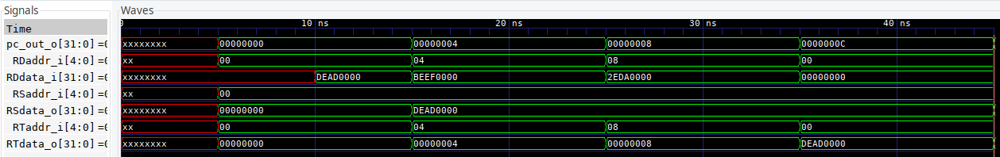 Signals Waves
Time 0 10 ns 20 ns 30 ns 40 ns
pc_out_o[31:0] =0 xxxxxxxx 00000000 00000004 00000008 0000000C
RDaddr_i[4:0] =0 xx 00 04 08 00
RDdata_i[31:0] =0 xxxxxxxx DEAD0000 BEEF0000 2EDA0000 00000000
RSaddr_i[4:0] =0 xx 00
RSdata_o[31:0] =0 xxxxxxxx 00000000 DEAD0000
RTaddr_i[4:0] =0 xx 00 04 08 00
RTdata_o[31:0] =0 xxxxxxxx 00000000 00000004 00000008 DEAD0000